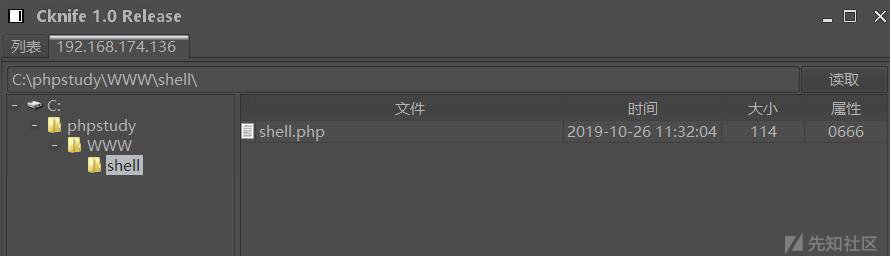 Cknife 1.0 Release
列表 192.168.174.136
C:\phpstudy\WWW\shell\ 读取
C:
文件 时间 大小 属性
phpstudy
shell.php 2019-10-26 11:32:04 114 0666
WWW
shell
先知社区